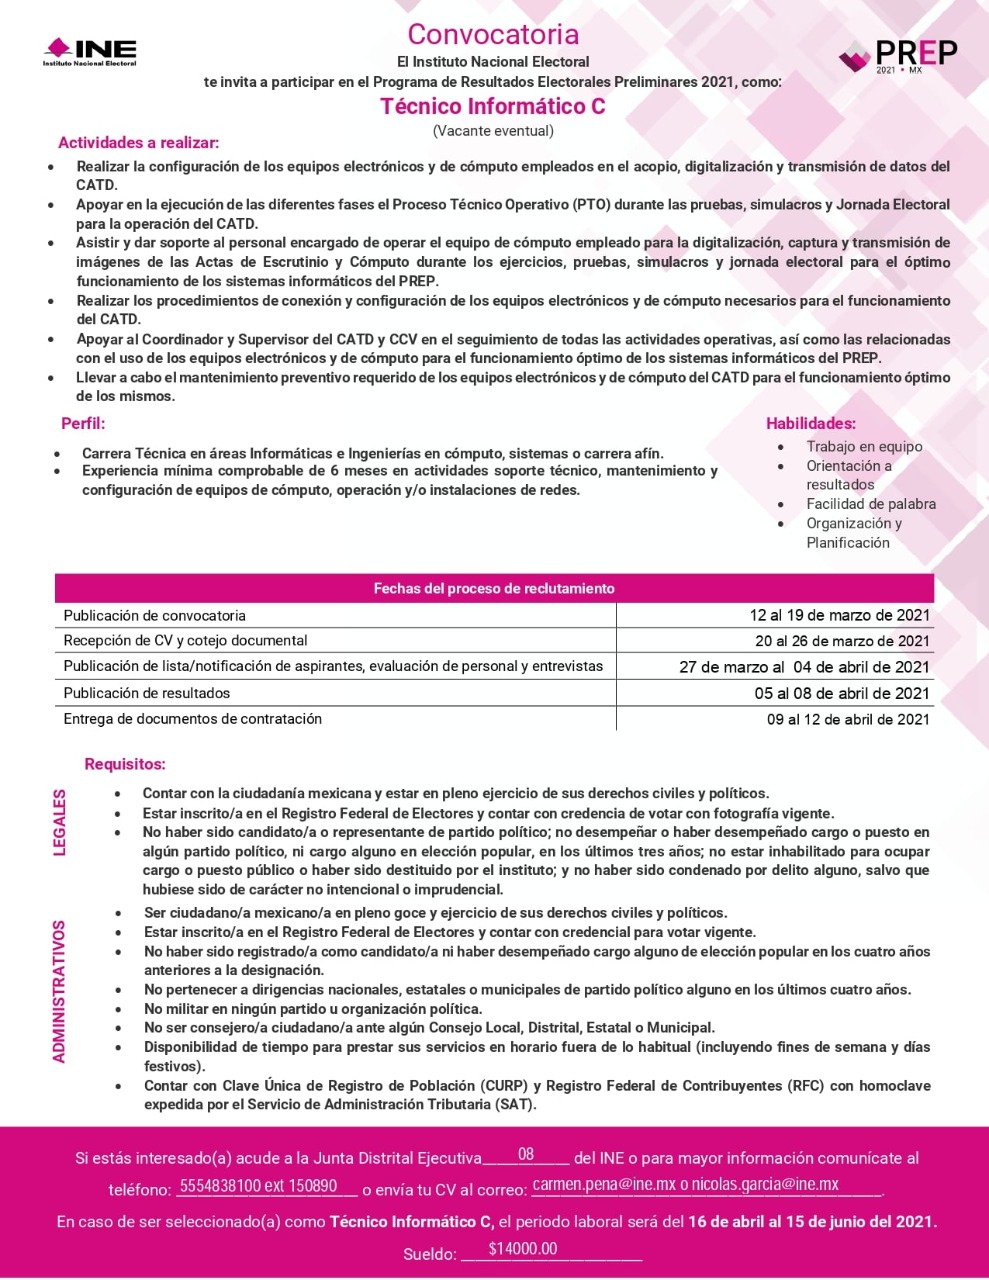 INE
Instituto Nacional Electoral
Convocatoria
PREP
2021 • MX
El Instituto Nacional Electoral
te invita a participar en el Programa de Resultados Electorales Preliminares 2021, como:
Técnico Informático C
(Vacante eventual)
Actividades a realizar:
• Realizar la configuración de los equipos electrónicos y de cómputo empleados en el acopio, digitalización y transmisión de datos del
CATD.
• Apoyar en la ejecución de las diferentes fases el Proceso Técnico Operativo (PTO) durante las pruebas, simulacros y Jornada Electoral
para la operación del CATD.
• Asistir y dar soporte al personal encargado de operar el equipo de cómputo empleado para la digitalización, captura y transmisión de
imágenes de las Actas de Escrutinio y Cómputo durante los ejercicios, pruebas, simulacros y jornada electoral para el óptimo
funcionamiento de los sistemas informáticos del PREP.
• Realizar los procedimientos de conexión y configuración de los equipos electrónicos y de cómputo necesarios para el funcionamiento
del CATD.
• Apoyar al Coordinador y Supervisor del CATD y CCV en el seguimiento de todas las actividades operativas, así como las relacionadas
con el uso de los equipos electrónicos y de cómputo para el funcionamiento óptimo de los sistemas informáticos del PREP.
• Llevar a cabo el mantenimiento preventivo requerido de los equipos electrónicos y de cómputo del CATD para el funcionamiento óptimo
de los mismos.
Perfil:
• Carrera Técnica en áreas Informáticas e Ingenierías en cómputo, sistemas o carrera afín.
• Experiencia mínima comprobable de 6 meses en actividades soporte técnico, mantenimiento y
configuración de equipos de cómputo, operación y/o instalaciones de redes.
Habilidades:
• Trabajo en equipo
• Orientación a
resultados
• Facilidad de palabra
• Organización y
Planificación
Fechas del proceso de reclutamiento
Publicación de convocatoria 12 al 19 de marzo de 2021
Recepción de CV y cotejo documental 20 al 26 de marzo de 2021
Publicación de lista/notificación de aspirantes, evaluación de personal y entrevistas 27 de marzo al 04 de abril de 2021
Publicación de resultados 05 al 08 de abril de 2021
Entrega de documentos de contratación 09 al 12 de abril de 2021
Requisitos:
LEGALES
• Contar con la ciudadanía mexicana y estar en pleno ejercicio de sus derechos civiles y políticos.
• Estar inscrito/a en el Registro Federal de Electores y contar con credencia de votar con fotografía vigente.
• No haber sido candidato/a o representante de partido político; no desempeñar o haber desempeñado cargo o puesto en
algún partido político, ni cargo alguno en elección popular, en los últimos tres años; no estar inhabilitado para ocupar
cargo o puesto público o haber sido destituido por el instituto; y no haber sido condenado por delito alguno, salvo que
hubiese sido de carácter no intencional o imprudencial.
ADMINISTRATIVOS
• Ser ciudadano/a mexicano/a en pleno goce y ejercicio de sus derechos civiles y políticos.
• Estar inscrito/a en el Registro Federal de Electores y contar con credencial para votar vigente.
• No haber sido registrado/a como candidato/a ni haber desempeñado cargo alguno de elección popular en los cuatro años
anteriores a la designación.
• No pertenecer a dirigencias nacionales, estatales o municipales de partido político alguno en los últimos cuatro años.
• No militar en ningún partido u organización política.
• No ser consejero/a ciudadano/a ante algún Consejo Local, Distrital, Estatal o Municipal.
• Disponibilidad de tiempo para prestar sus servicios en horario fuera de lo habitual (incluyendo fines de semana y días
festivos).
• Contar con Clave Única de Registro de Población (CURP) y Registro Federal de Contribuyentes (RFC) con homoclave
expedida por el Servicio de Administración Tributaria (SAT).
Si estás interesado(a) acude a la Junta Distrital Ejecutiva 08 del INE o para mayor información comunícate al
teléfono: 5554838100 ext 150890 o envía tu CV al correo: carmen.pena@ine.mx o nicolas.garcia@ine.mx.
En caso de ser seleccionado(a) como Técnico Informático C, el periodo laboral será del 16 de abril al 15 de junio del 2021.
Sueldo: $14000.00